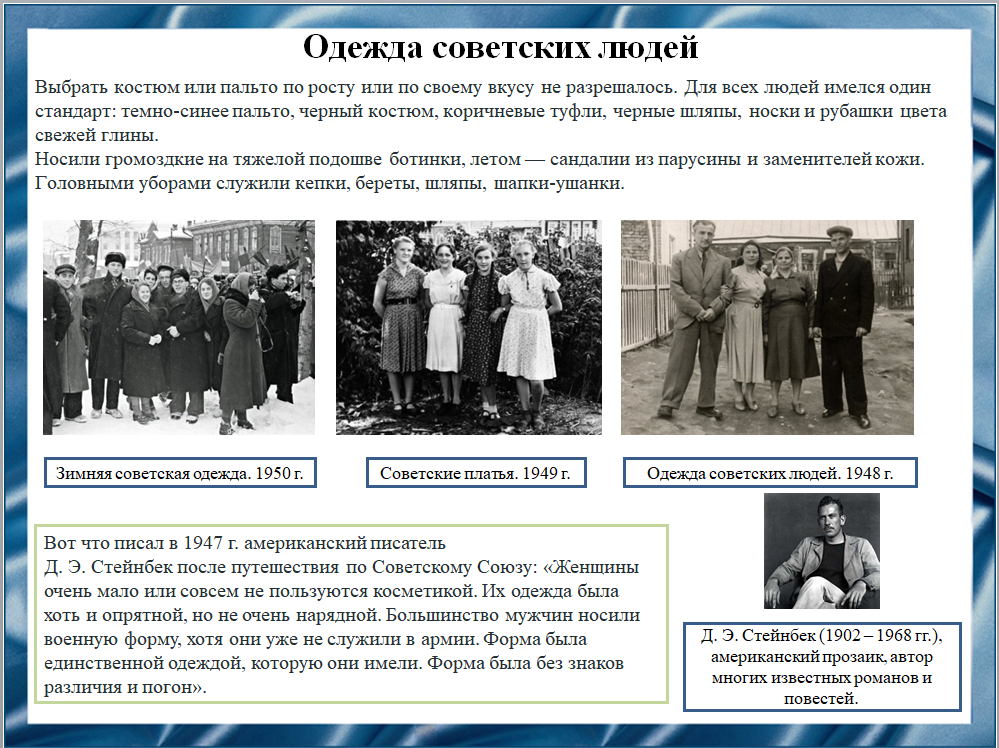 Одежда советских людей
Выбрать костюм или пальто по росту или по своему вкусу не разрешалось. Для всех людей имелся один
стандарт: темно-синее пальто, черный костюм, коричневые туфли, черные шляпы, носки и рубашки цвета
свежей глины.
Носили громоздкие на тяжелой подошве ботинки, летом — сандалии из парусины и заменителей кожи.
Головными уборами служили кепки, береты, шляпы, шапки-ушанки.
Зимняя советская одежда. 1950 г.
Советские платья. 1949 г.
Одежда советских людей. 1948 г.
Вот что писал в 1947 г. американский писатель
Д. Э. Стейнбек после путешествия по Советскому Союзу: «Женщины
очень мало или совсем не пользуются косметикой. Их одежда была
хоть и опрятной, но не очень нарядной. Большинство мужчин носили
военную форму, хотя они уже не служили в армии. Форма была
единственной одеждой, которую они имели. Форма была без знаков
различия и погон».
Д. Э. Стейнбек (1902 – 1968 гг.),
американский прозаик, автор
многих известных романов и
повестей.